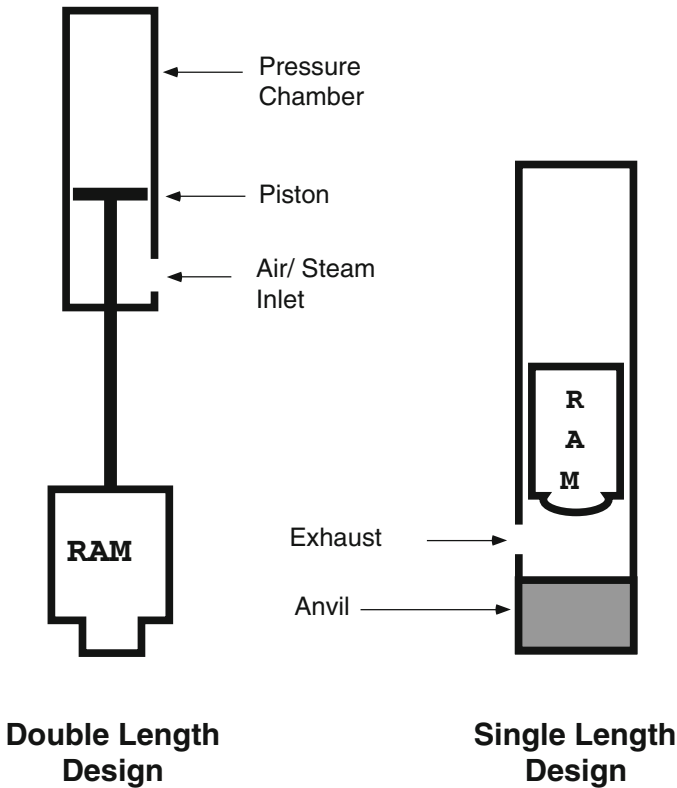 Pressure
Chamber
Piston
Air/ Steam
Inlet
RAM
Double Length
Design
R
A
M
Exhaust
Anvil
Single Length
Design